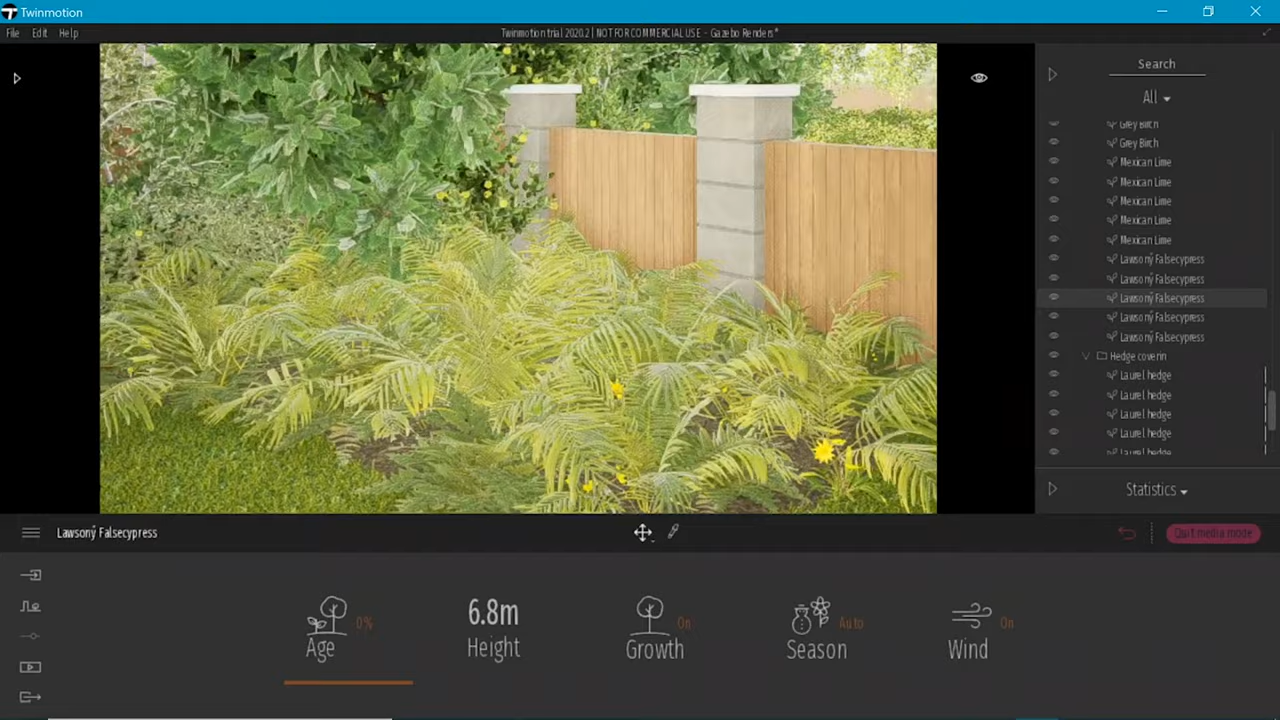 Twinmotion
File Edit Help
Twinmotion trial 2020.2 | NOT FOR COMMERCIAL USE - Gazebo Renders*
Search
All
Grey Birch
Grey Birch
Mexican Lime
Mexican Lime
Mexican Lime
Mexican Lime
Mexican Lime
Lawsony Falsecypress
Lawsony Falsecypress
Lawsony Falsecypress
Lawsony Falsecypress
Lawsony Falsecypress
Hedge coverin
Laurel hedge
Laurel hedge
Laurel hedge
Laurel hedge
Laurel hedge
Statistics
Lawsony Falsecypress
Quit media mode
0% 6.8m On Auto On
Age Height Growth Season Wind